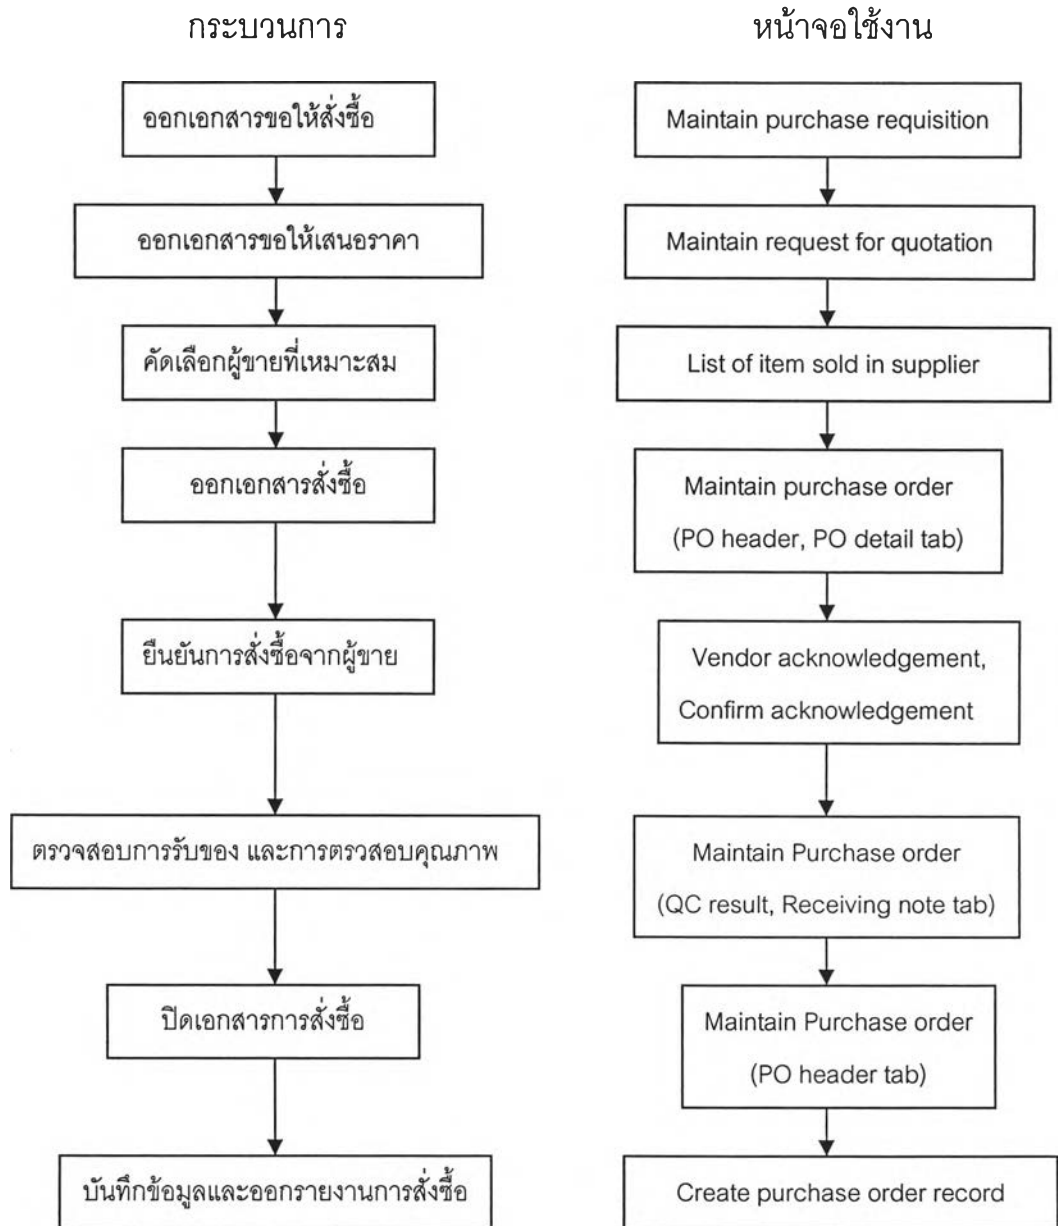 กระบวนการ
ออกเอกสารขอให้สั่งซื้อ
ออกเอกสารขอให้เสนอราคา
คัดเลือกผู้ขายที่เหมาะสม
ออกเอกสารสั่งซื้อ
ยืนยันการสั่งซื้อจากผู้ขาย
ตรวจสอบการรับของ และการตรวสอบคุณภาพ
ปิดเอกสารการสั่งซื้อ
บันทึกข้อมูลและออกรายงานการสั่งซื้อ
หน้าจอใช้งาน
Maintain purchase requisition
Maintain request for quotation
List of item sold in supplier
Maintain purchase order
(PO header, PO detail tab)
Vendor acknowledgement,
Confirm acknowledgement
Maintain Purchase order
(QC result, Receiving note tab)
Maintain Purchase order
(PO header tab)
Create purchase order record